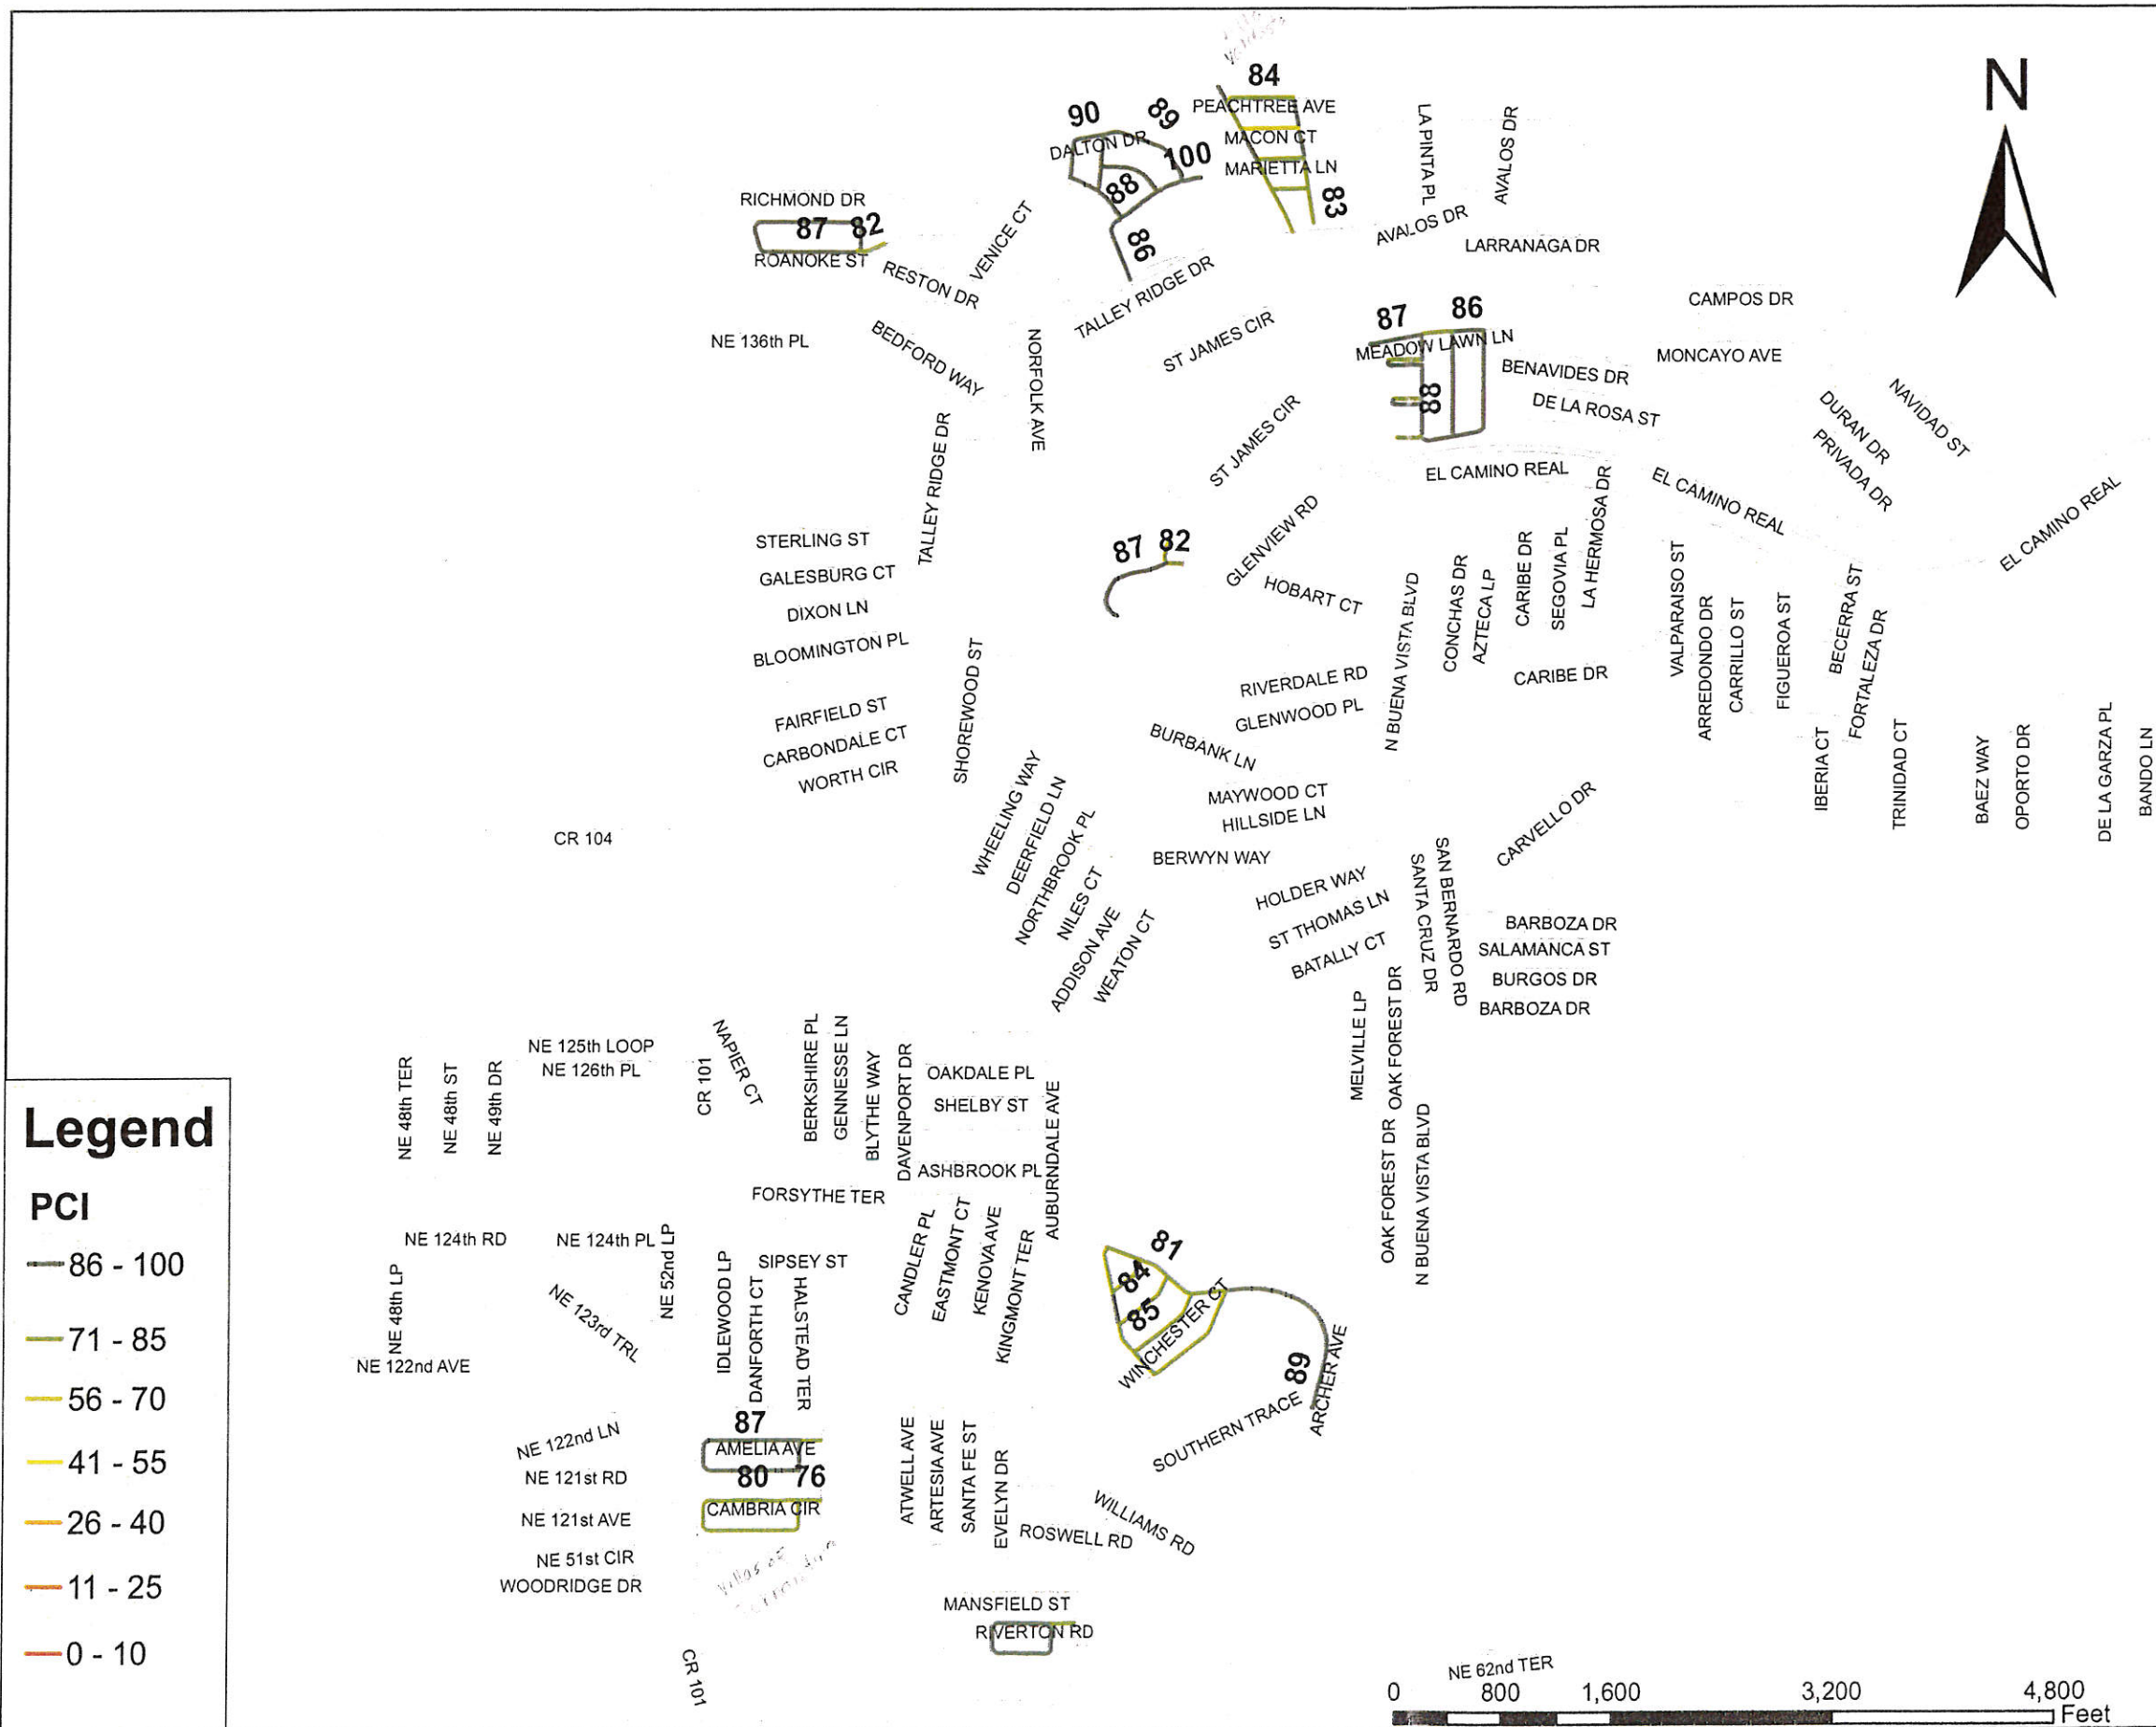 84
PEACHTREE AVE
90
89
MACON CT
DALTON DR
100
MARIETTA LN
LA PINTA PL
AVALOS DR
N
88
83
RICHMOND DR
87
82
ROANOKE ST
VENICE CT
86
AVALOS DR
LARRANAGA DR
RESTON DR
TALLEY RIDGE DR
CAMPOS DR
NE 136th PL
BEDFORD WAY
NORFOLK AVE
ST JAMES CIR
87
86
MEADOW LAWN LN
MONCAYO AVE
BENAVIDES DR
88
DE LA ROSA ST
DURAN DR
NAVIDAD ST
PRIVADA DR
TALLEY RIDGE DR
ST JAMES CIR
EL CAMINO REAL
LA HERMOSA DR
EL CAMINO REAL
EL CAMINO REAL
STERLING ST
87
82
GLENVIEW RD
GALESBURG CT
HOBART CT
DIXON LN
BLOOMINGTON PL
N BUENA VISTA BLVD
CONCHAS DR
AZTECA LP
CARIBE DR
SEGOVIA PL
VALPARAISO ST
ARREDONDO DR
CARRILLO ST
FIGUEROA ST
BECERRA ST
FORTALEZA DR
SHOREWOOD ST
RIVERDALE RD
CARIBE DR
FAIRFIELD ST
GLENWOOD PL
CARBONDALE CT
BURBANK LN
WORTH CIR
IBERIA CT
TRINIDAD CT
BAEZ WAY
OPORTO DR
DE LA GARZA PL
BANDO LN
WHEELING WAY
DEERFIELD LN
NORTHBROOK PL
NILES CT
ADDISON AVE
WEATON CT
MAYWOOD CT
HILLSIDE LN
CR 104
BERWYN WAY
CARVELLO DR
HOLDER WAY
ST THOMAS LN
BATALLY CT
SANTA CRUZ DR
SAN BERNARDO RD
BARBOZA DR
SALAMANCA ST
BURGOS DR
BARBOZA DR
MELVILLE LP
OAK FOREST DR
NE 48th TER
NE 48th ST
NE 49th DR
NE 125th LOOP
NE 126th PL
CR 101
NAPIER CT
BERKSHIRE PL
GENNESSE LN
BLYTHE WAY
DAVENPORT DR
OAKDALE PL
SHELBY ST
AUBURNDALE AVE
ASHBROOK PL
OAK FOREST DR
N BUENA VISTA BLVD
Legend
PCI
86 - 100
71 - 85
56 - 70
41 - 55
26 - 40
11 - 25
0 - 10
FORSYTHE TER
NE 124th RD
NE 124th PL
NE 52nd LP
SIPSEY ST
NE 48th LP
NE 123rd TRL
NE 122nd AVE
IDLEWOOD LP
DANFORTH CT
HALSTEAD TER
CANDLER PL
EASTMONT CT
KENOVA AVE
KINGMONT TER
81
84
85
WINCHESTER CT
89
ARCHER AVE
SOUTHERN TRACE
87
NE 122nd LN
AMELIA AVE
NE 121st RD
80
76
CAMBRIA CIR
NE 121st AVE
ATWELL AVE
ARTESIA AVE
SANTA FE ST
EVELYN DR
WILLIAMS RD
ROSWELL RD
NE 51st CIR
Villas of
WOODRIDGE DR
MANSFIELD ST
RIVERTON RD
CR 101
NE 62nd TER
0 800 1,600 3,200 4,800
Feet